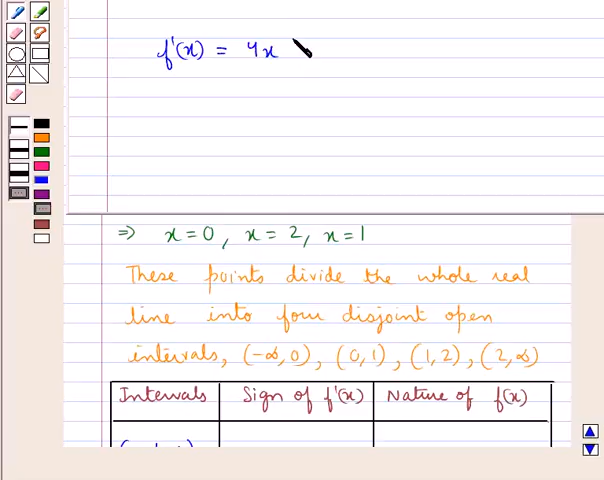 f'(x) = 4x
⇒ x=0, x=2, x=1
These points divide the whole real
line into four disjoint open
intervals, (-∞,0), (0,1), (1,2), (2,∞)
Intervals Sign of f'(x) Nature of f(x)